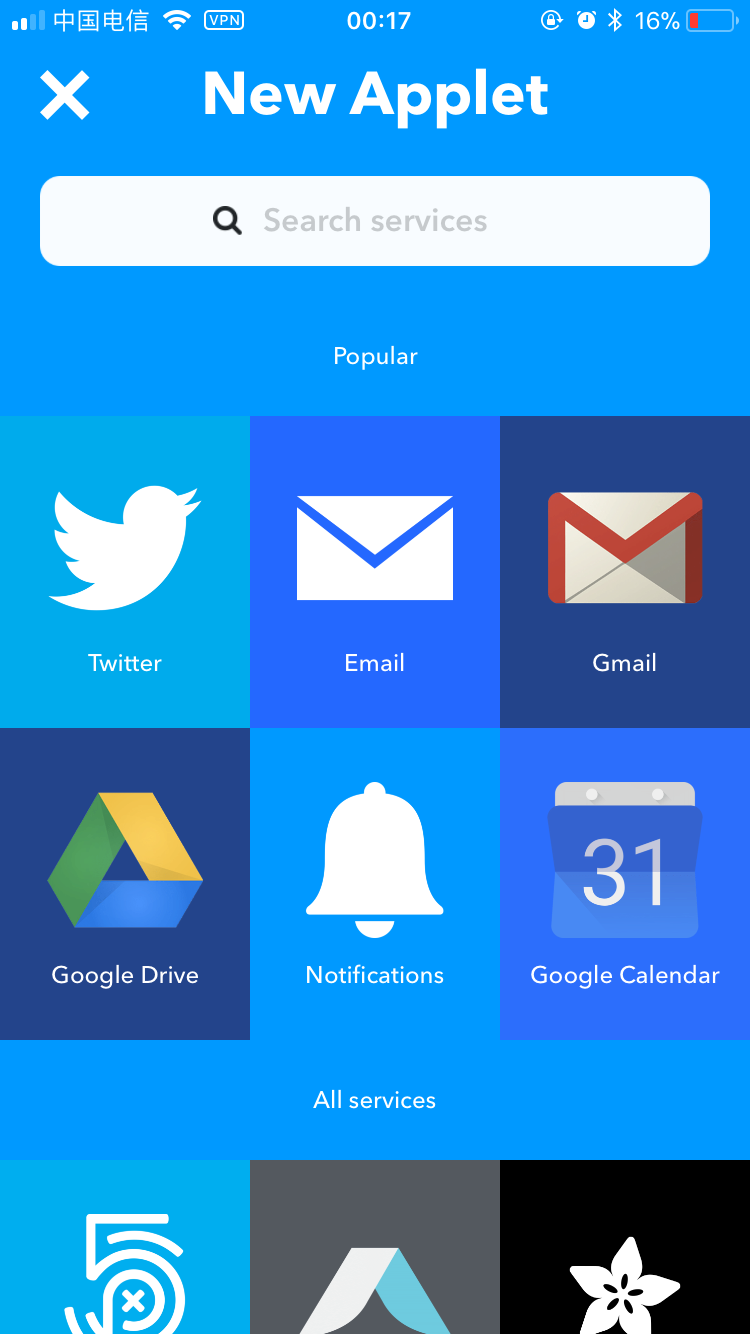 中国电信 VPN 00:17 16%
New Applet
Search services
Popular
Twitter Email Gmail
31
Google Drive Notifications Google Calendar
All services
5